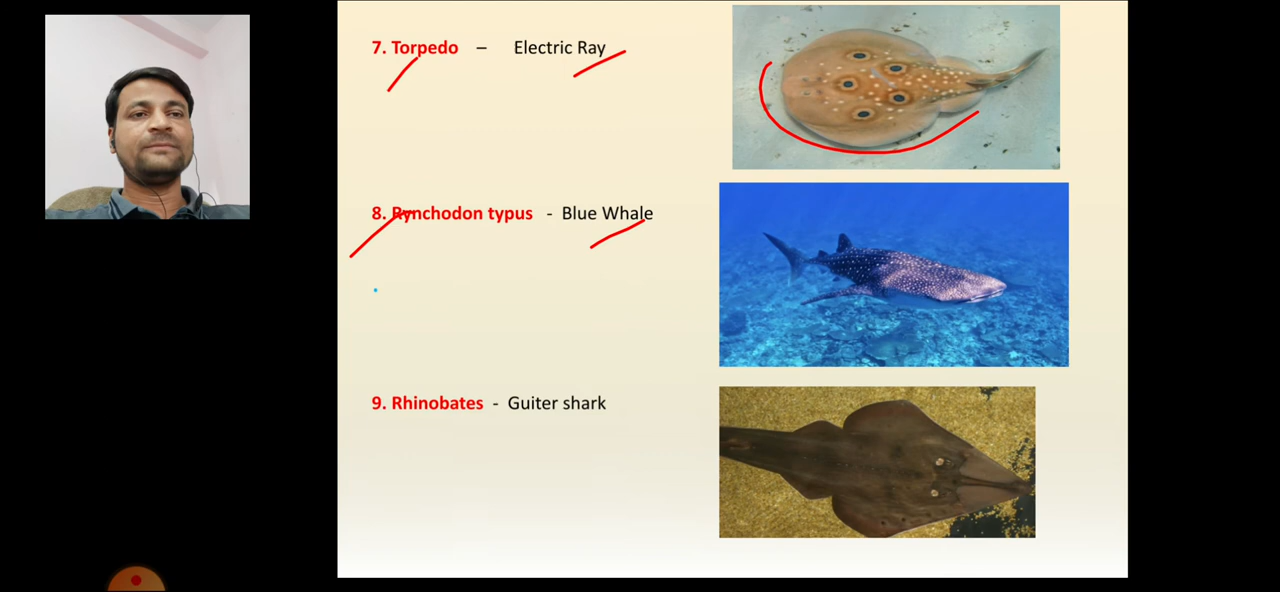 7. Torpedo – Electric Ray
8. Rynchodon typus - Blue Whale
9. Rhinobates - Guiter shark